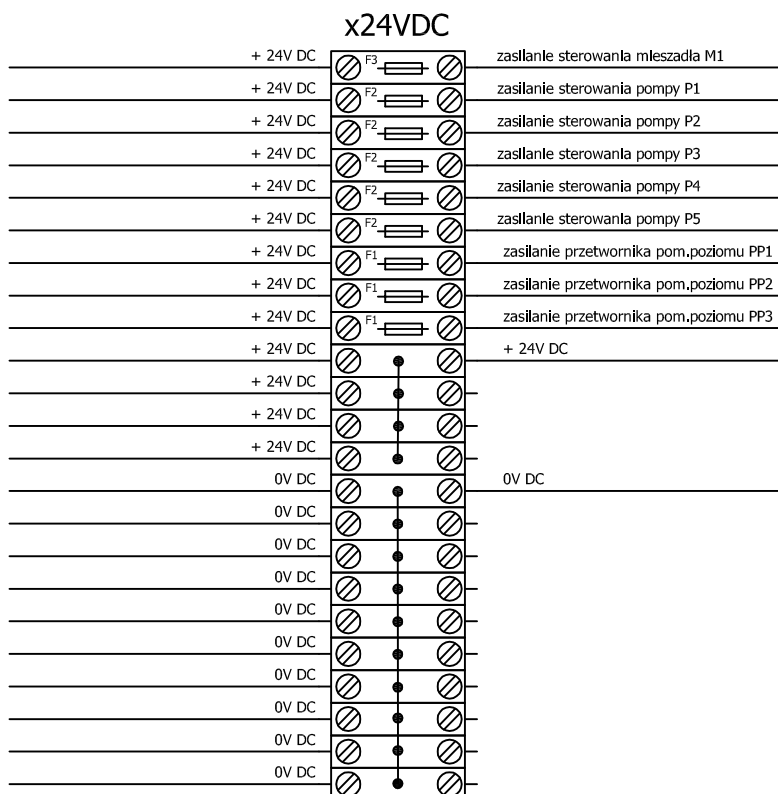 x24VDC
+ 24V DC F3 zasilanie sterowania mieszadła M1
+ 24V DC F2 zasilanie sterowania pompy P1
+ 24V DC F2 zasilanie sterowania pompy P2
+ 24V DC F2 zasilanie sterowania pompy P3
+ 24V DC F2 zasilanie sterowania pompy P4
+ 24V DC F2 zasilanie sterowania pompy P5
+ 24V DC F1 zasilanie przetwornika pom.poziomu PP1
+ 24V DC F1 zasilanie przetwornika pom.poziomu PP2
+ 24V DC F1 zasilanie przetwornika pom.poziomu PP3
+ 24V DC + 24V DC
+ 24V DC
+ 24V DC
+ 24V DC
0V DC 0V DC
0V DC
0V DC
0V DC
0V DC
0V DC
0V DC
0V DC
0V DC
0V DC